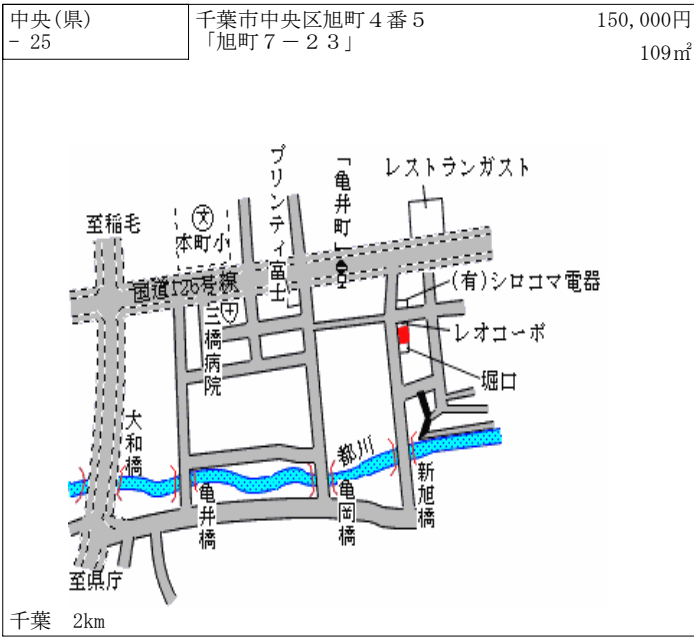 中央(県)
- 25
千葉市中央区旭町４番５
「旭町７－２３」
150,000円
109㎡
プリンティ富士
「亀井町」
レストランガスト
至稲毛
文
本町小
国道126号線
三橋病院
(有)シロコマ電器
レオコーポ
堀口
大和橋
都川
亀井橋
亀岡橋
新旭橋
至県庁
千葉　2km